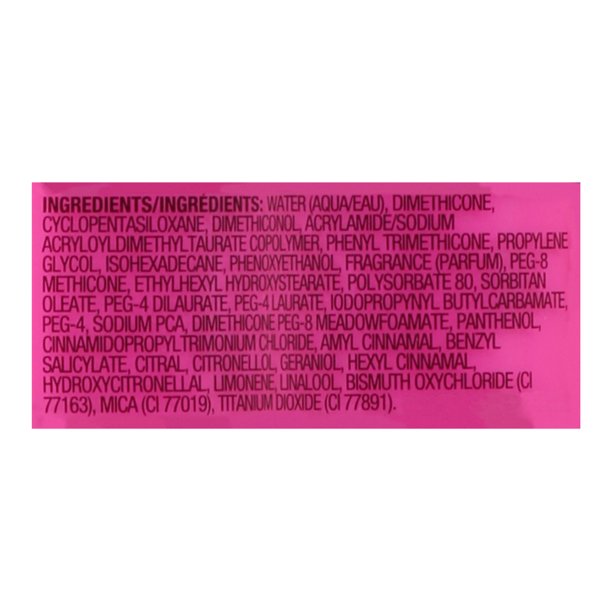 INGREDIENTS/INGRÉDIENTS: WATER (AQUA/EAU), DIMETHICONE,
CYCLOPENTASILOXANE, DIMETHICONOL, ACRYLAMIDE/SODIUM
ACRYLOYLDIMETHYLTAURATE COPOLYMER, PHENYL TRIMETHICONE, PROPYLENE
GLYCOL, ISOHEXADECANE, PHENOXYETHANOL, FRAGRANCE (PARFUM), PEG-8
METHICONE, ETHYLHEXYL HYDROXYSTEARATE, POLYSORBATE 80, SORBITAN
OLEATE, PEG-4 DILAURATE, PEG-4 LAURATE, IODOPROPYNYL BUTYLCARBAMATE,
PEG-4, SODIUM PCA, DIMETHICONE PEG-8 MEADOWFOAMATE, PANTHENOL,
CINNAMIDOPROPYLTRIMONIUM CHLORIDE, AMYL CINNAMAL, BENZYL
SALICYLATE, CITRAL, CITRONELLOL, GERANIOL, HEXYL CINNAMAL,
HYDROXYCITRONELLAL, LIMONENE, LINALOOL, BISMUTH OXYCHLORIDE (CI
77163), MICA (CI 77019), TITANIUM DIOXIDE (CI 77891).